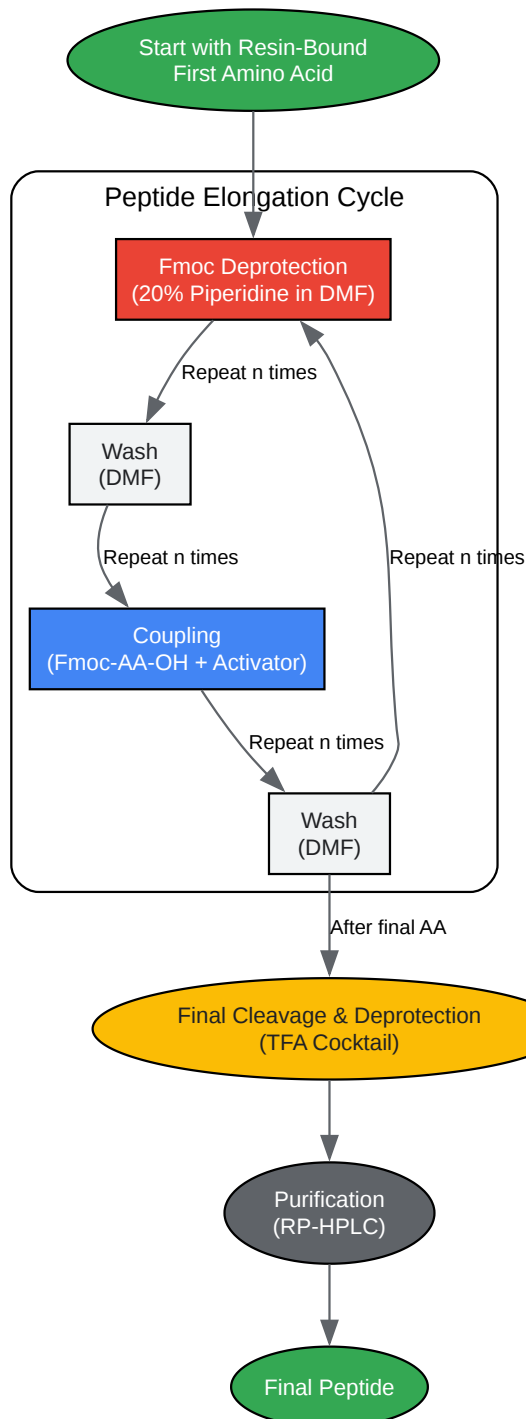 Start with Resin-Bound
First Amino Acid
Peptide Elongation Cycle
Fmoc Deprotection
(20% Piperidine in DMF)
Repeat n times
Wash
(DMF)
Repeat n times
Repeat n times
Coupling
(Fmoc-AA-OH + Activator)
Repeat n times
Wash
(DMF)
After final AA
Final Cleavage & Deprotection
(TFA Cocktail)
Purification
(RP-HPLC)
Final Peptide